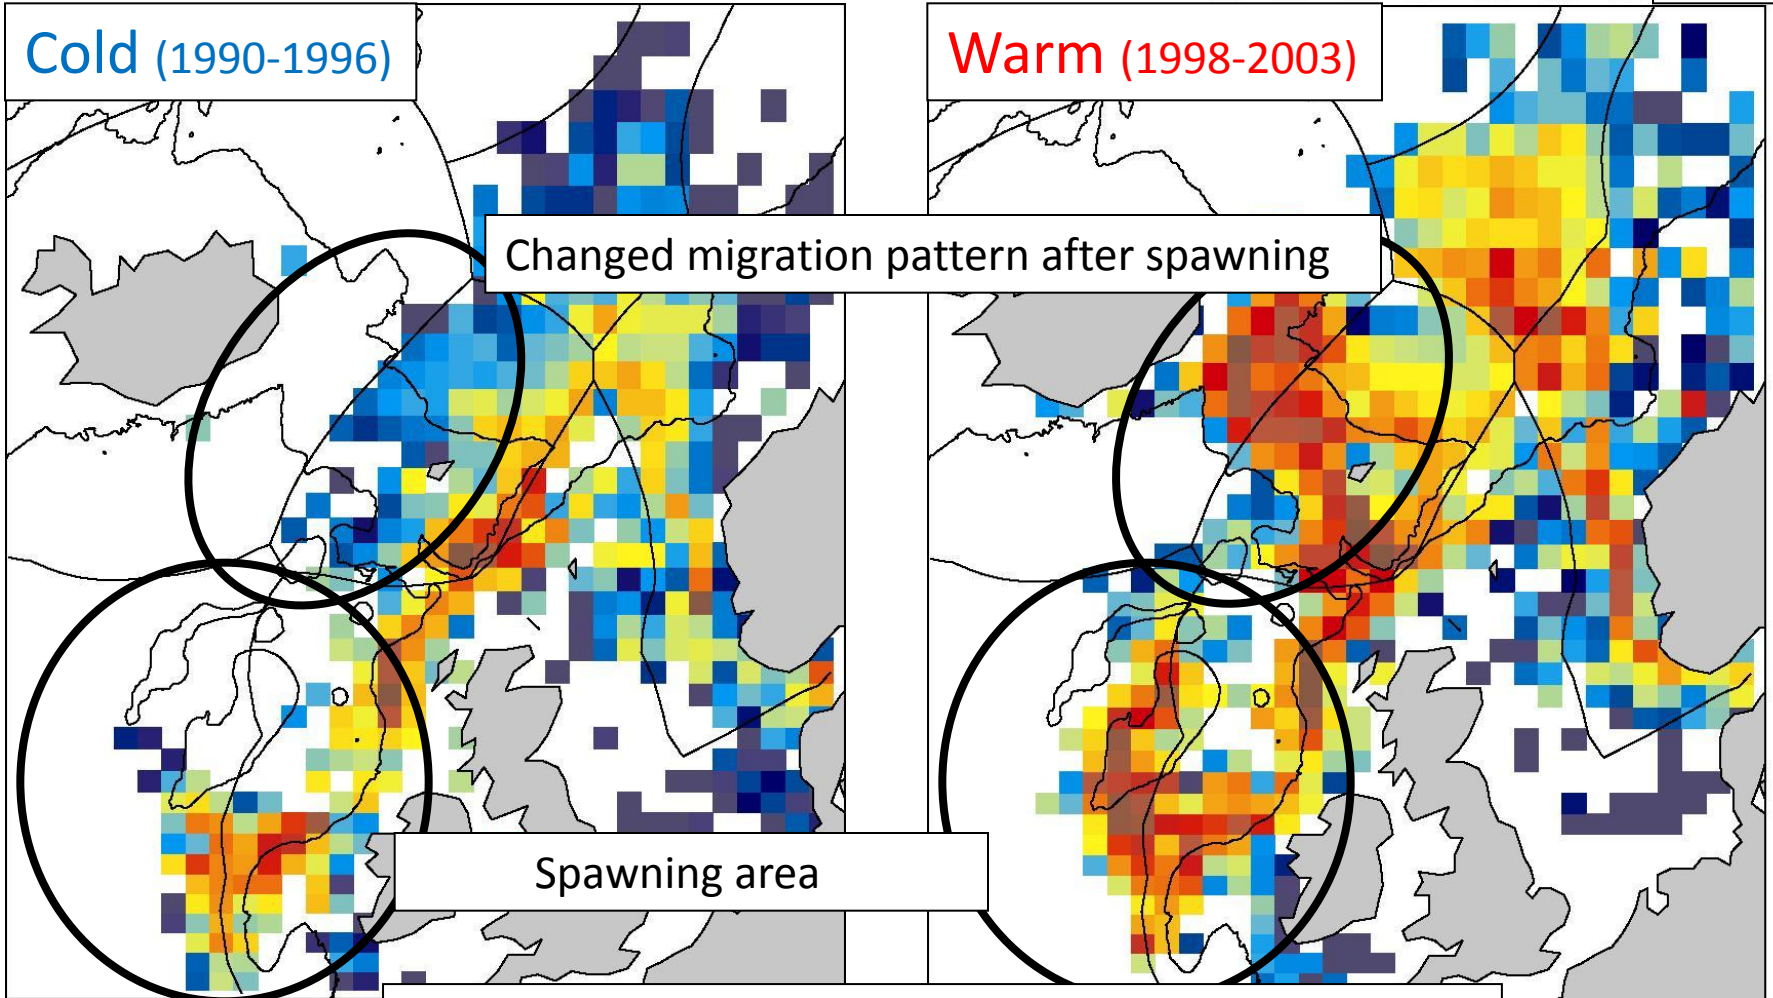 Cold (1990-1996)
Warm (1998-2003)
Changed migration pattern after spawning
Spawning area